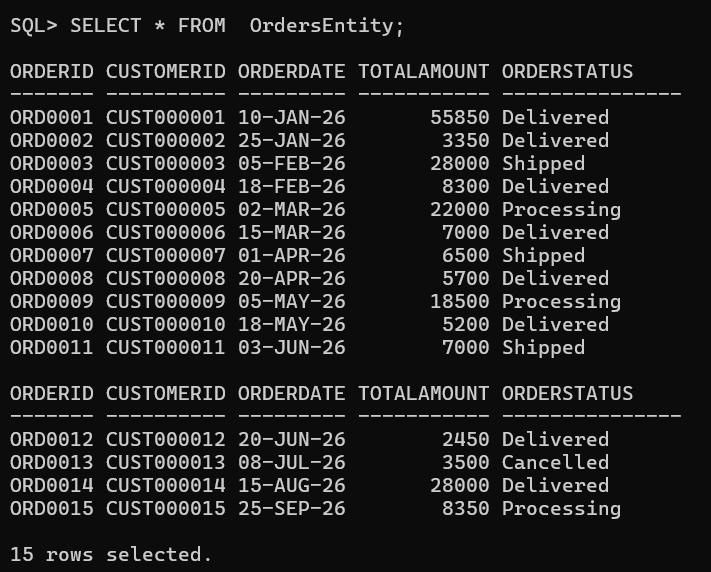 SQL> SELECT * FROM  OrdersEntity;
ORDERID CUSTOMERID ORDERDATE TOTALAMOUNT ORDERSTATUS
------- ---------- --------- ----------- ---------------
ORD0001 CUST000001 10-JAN-26       55850 Delivered
ORD0002 CUST000002 25-JAN-26        3350 Delivered
ORD0003 CUST000003 05-FEB-26       28000 Shipped
ORD0004 CUST000004 18-FEB-26        8300 Delivered
ORD0005 CUST000005 02-MAR-26       22000 Processing
ORD0006 CUST000006 15-MAR-26        7000 Delivered
ORD0007 CUST000007 01-APR-26        6500 Shipped
ORD0008 CUST000008 20-APR-26        5700 Delivered
ORD0009 CUST000009 05-MAY-26       18500 Processing
ORD0010 CUST000010 18-MAY-26        5200 Delivered
ORD0011 CUST000011 03-JUN-26        7000 Shipped
ORDERID CUSTOMERID ORDERDATE TOTALAMOUNT ORDERSTATUS
------- ---------- --------- ----------- ---------------
ORD0012 CUST000012 20-JUN-26        2450 Delivered
ORD0013 CUST000013 08-JUL-26        3500 Cancelled
ORD0014 CUST000014 15-AUG-26       28000 Delivered
ORD0015 CUST000015 25-SEP-26        8350 Processing
15 rows selected.